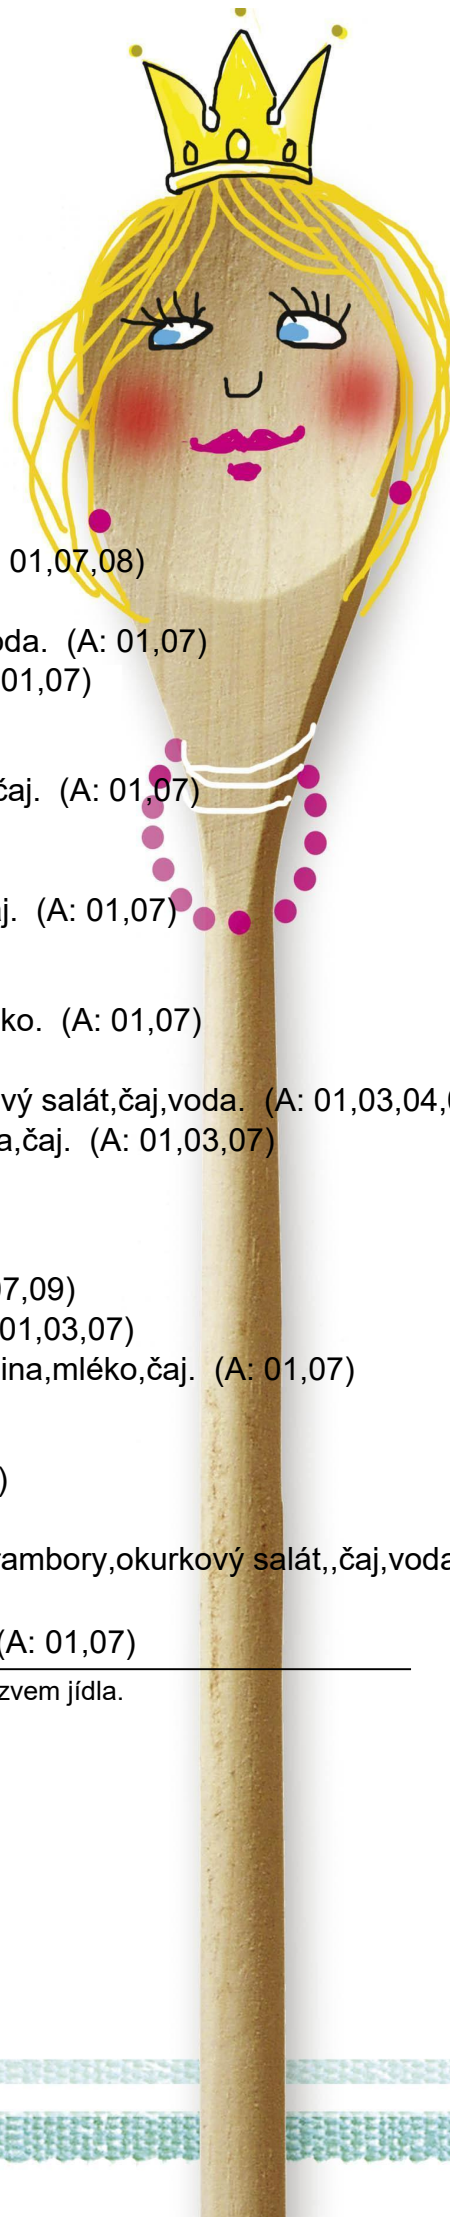 01,07,08)
oda.  (A: 01,07)
01,07)
čaj.  (A: 01,07)
j.  (A: 01,07)
ko.  (A: 01,07)
vý salát,čaj,voda.  (A: 01,03,04,
a,čaj.  (A: 01,03,07)
07,09)
01,03,07)
ina,mléko,čaj.  (A: 01,07)
)
rambory,okurkový salát,,čaj,voda
(A: 01,07)
zvem jídla.